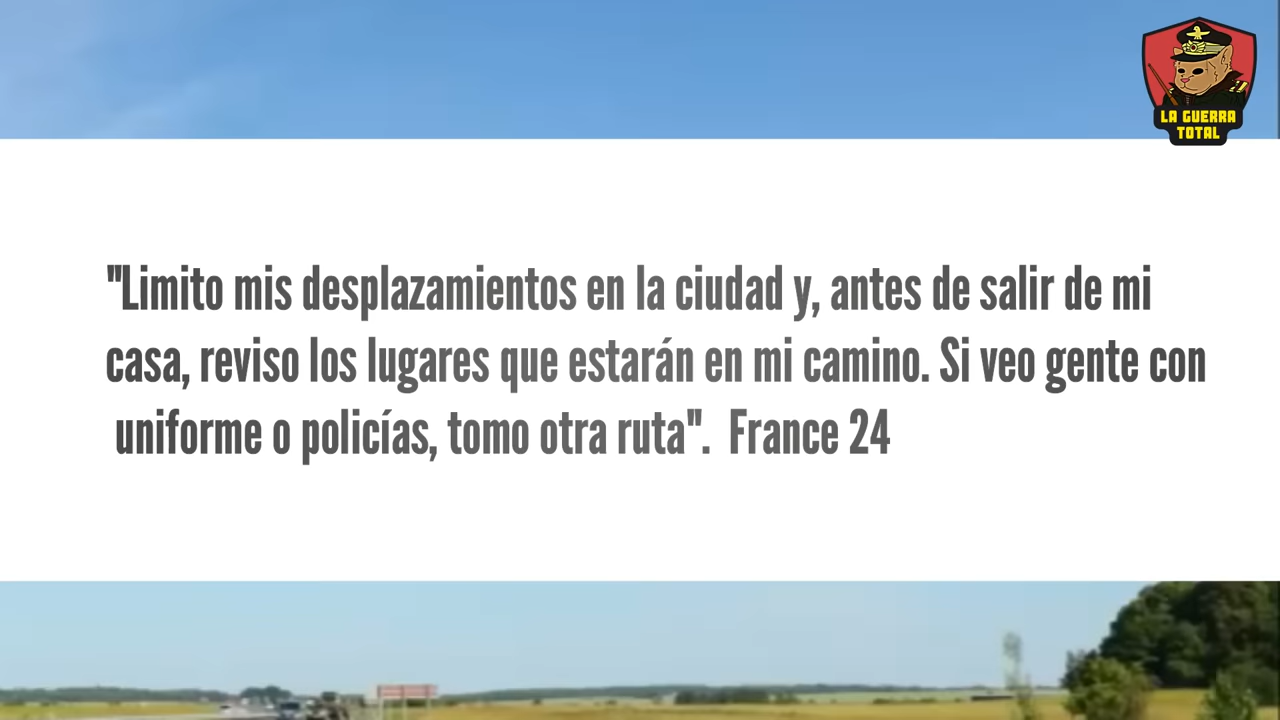 LA GUERRA
TOTAL
"Limito mis desplazamientos en la ciudad y, antes de salir de mi
casa, reviso los lugares que estarán en mi camino. Si veo gente con
uniforme o policías, tomo otra ruta". France 24